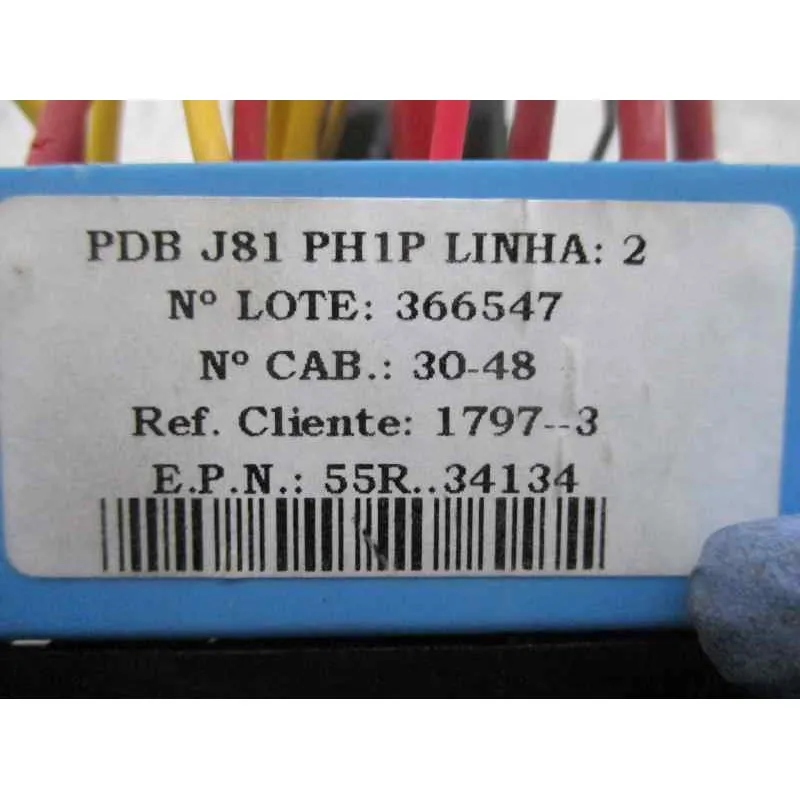 PDB J81 PH1P LINHA: 2
Nº LOTE: 366547
Nº CAB.: 30-48
Ref. Cliente: 1797--3
E.P.N.: 55R..34134